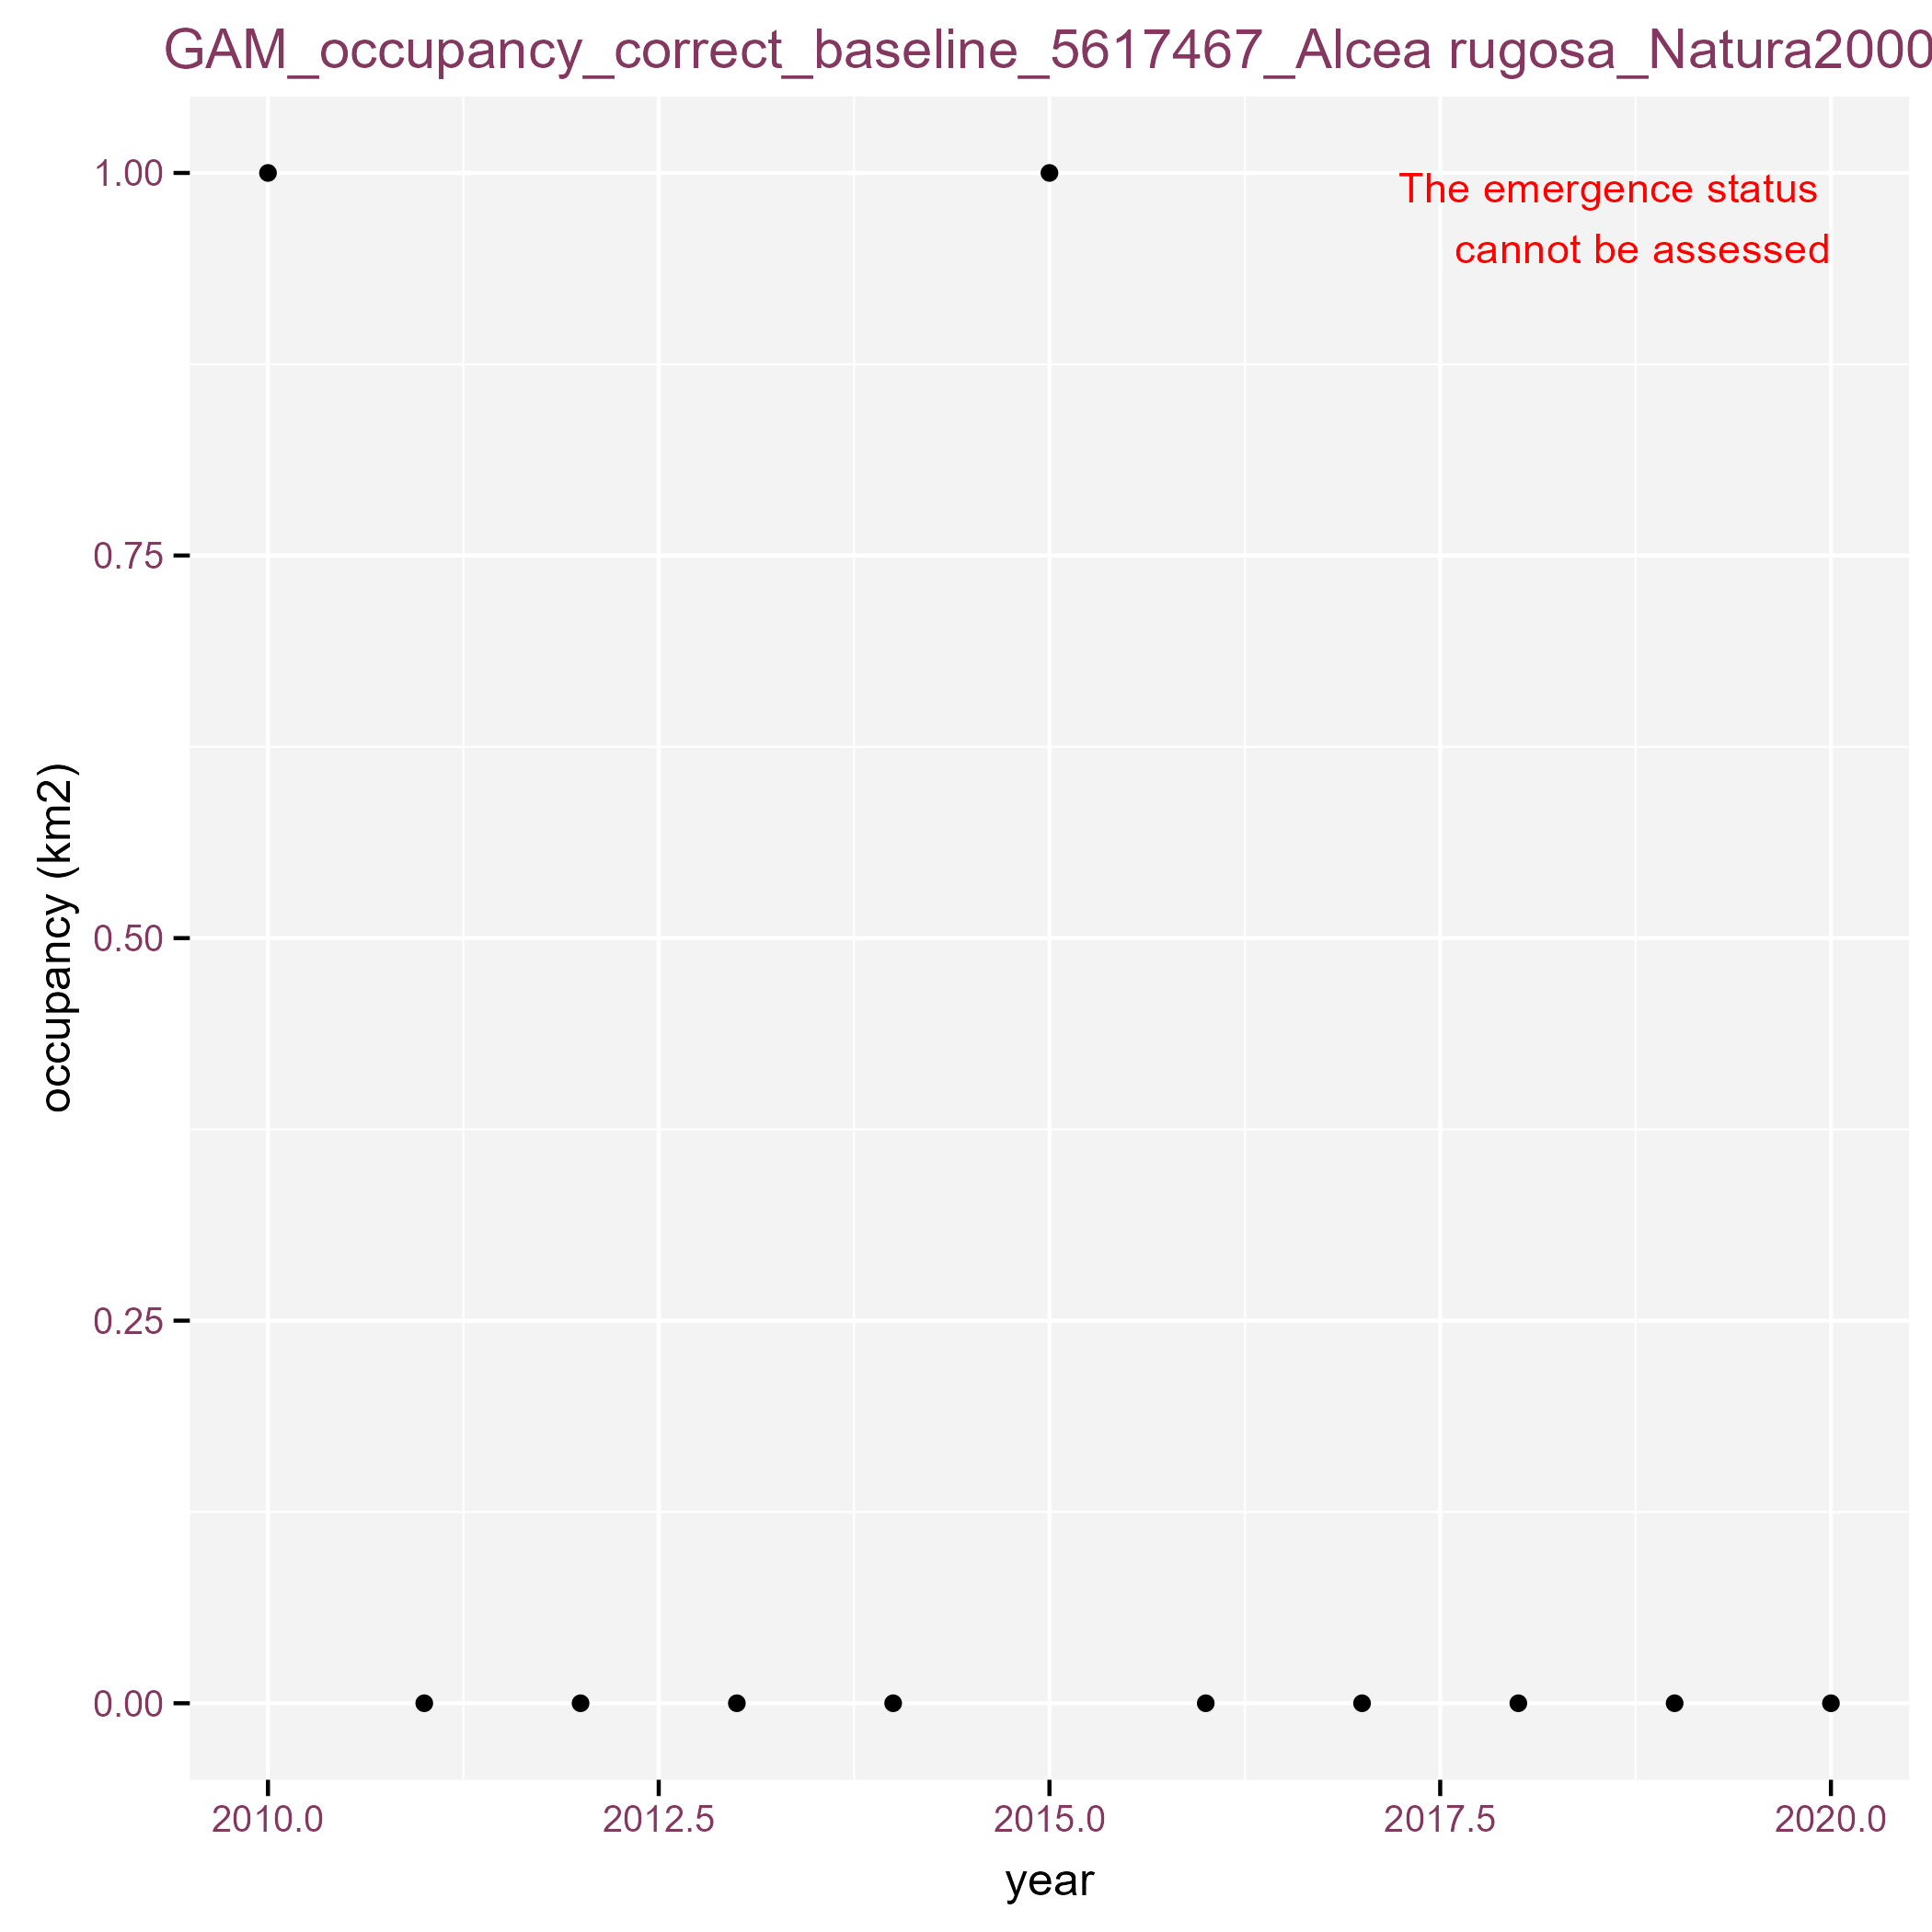 GAM_occupancy_correct_baseline_5617467_Alcea rugosa_Natura2000
1.00
The emergence status
cannot be assessed
0.75
occupancy (km2)
0.50
0.25
0.00
2010.0 2012.5 2015.0 2017.5 2020.0
year